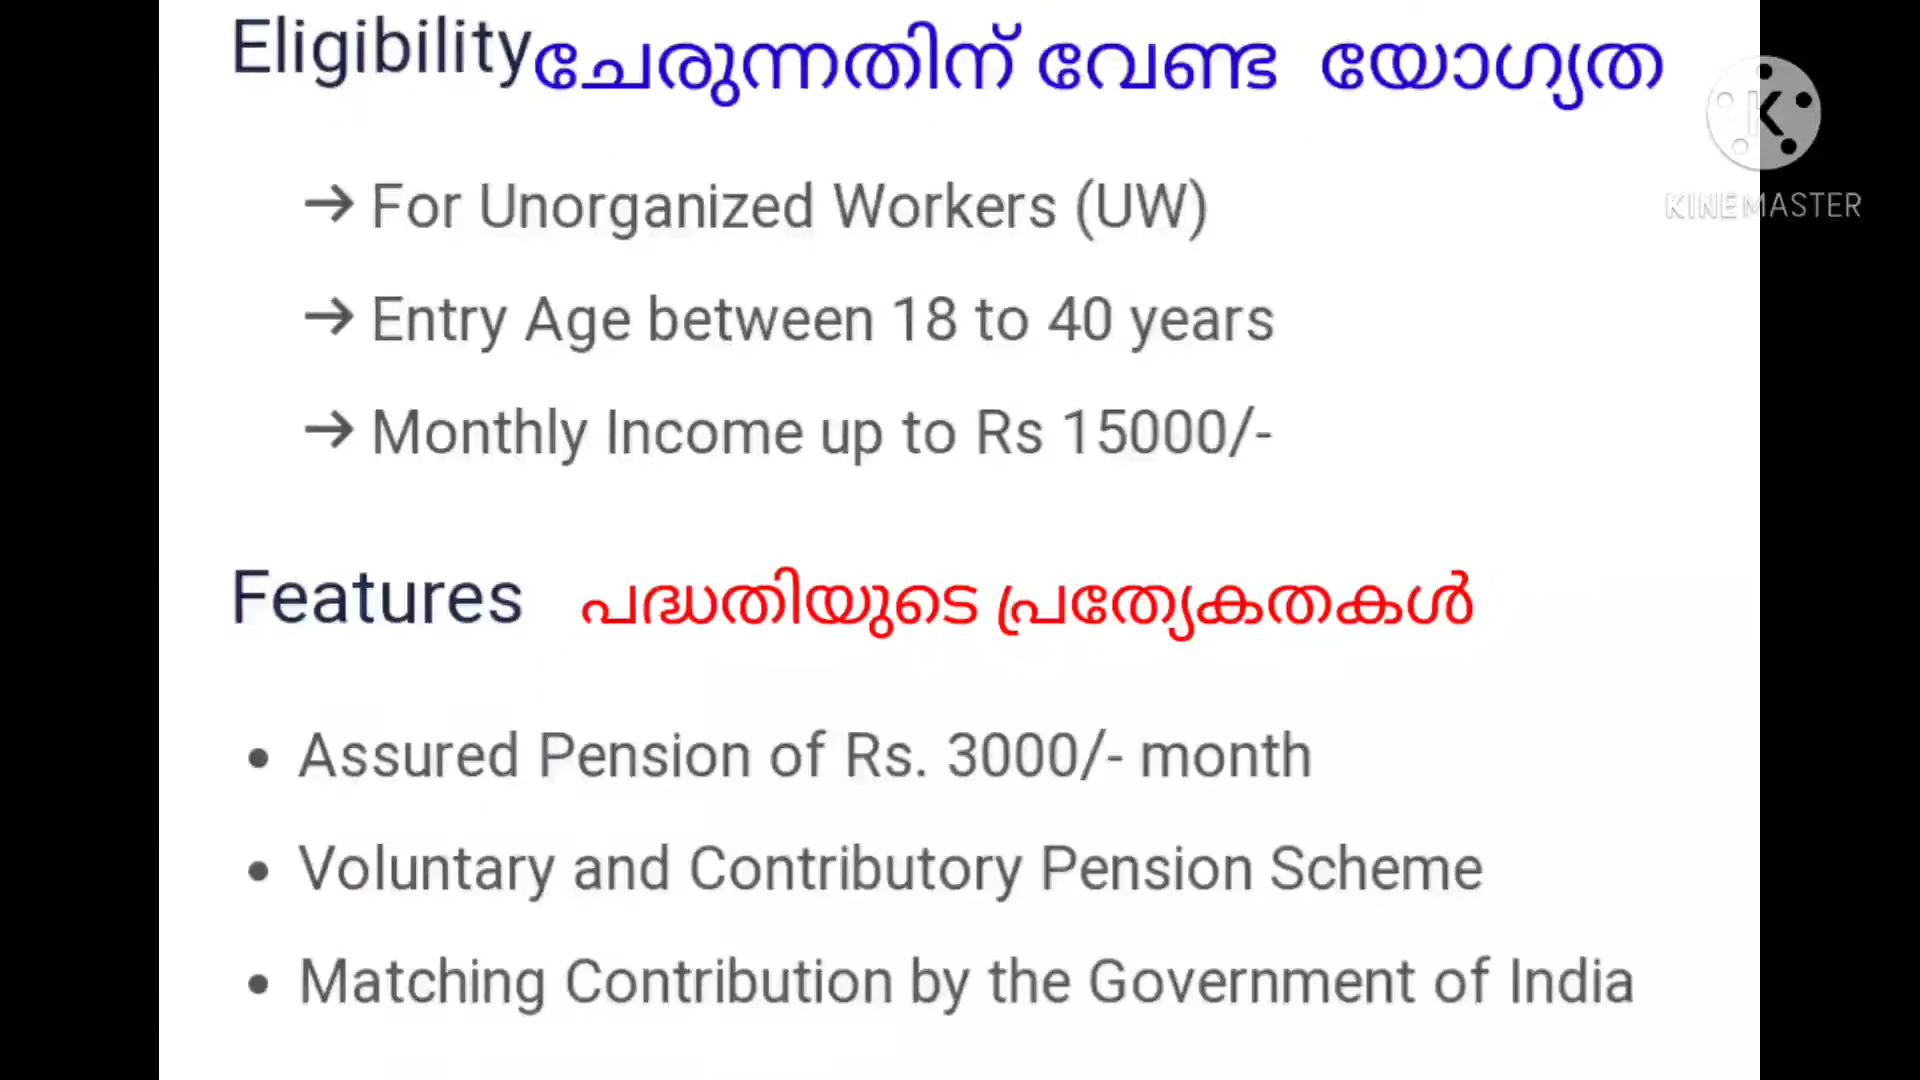 Eligibility ചേരുന്നതിന് വേണ്ട യോഗ്യത
→ For Unorganized Workers (UW)
→ Entry Age between 18 to 40 years
→ Monthly Income up to Rs 15000/-
Features പദ്ധതിയുടെ പ്രത്യേകതകൾ
• Assured Pension of Rs. 3000/- month
• Voluntary and Contributory Pension Scheme
• Matching Contribution by the Government of India
K
KINEMASTER